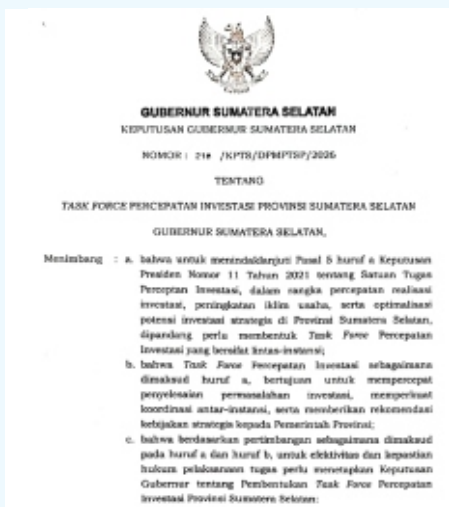 GUBERNUR SUMATERA SELATAN
KEPUTUSAN GUBERNUR SUMATERA SELATAN
NOMOR : /KPTS/DPMPTSP/2026
TENTANG
TASK FORCE PERCEPATAN INVESTASI PROVINSI SUMATERA SELATAN
GUBERNUR SUMATERA SELATAN,
Menimbang : a. bahwa untuk menindaklanjuti Pasal 5 huruf a Keputusan
Presiden Nomor 11 Tahun 2021 tentang Satuan Tugas
Perceptan Investasi, dalam rangka percepatan realisasi
investasi, peningkatan iklim usaha, serta optimalisasi
potensi investasi strategis di Provinsi Sumatera Selatan,
dipandang perlu membentuk Task Force Percepatan
Investasi yang bersifat lintas-instansi;
b. bahwa Task Force Percepatan Investasi sebagaimana
dimaksud huruf a, bertujuan untuk mempercepat
penyelesaian permasalahan investasi, memperkuat
koordinasi antar-instansi, serta memberikan rekomendasi
kebijakan strategis kepada Pemerintah Provinsi;
c. bahwa berdasarkan pertimbangan sebagaimana dimaksud
pada huruf a dan huruf b, untuk efektivitas dan kepastian
hukum pelaksanaan tugas perlu menetapkan Keputusan
Gubernur tentang Pembentukan Task Force Percepatan
Investasi Provinsi Sumatera Selatan;